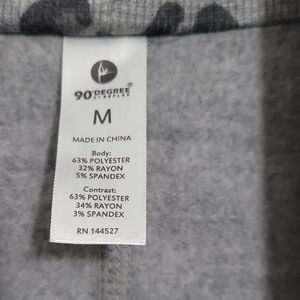 90°DEGREE®
BY REFLEX
M
MADE IN CHINA
Body:
63% POLYESTER
32% RAYON
5% SPANDEX
Contrast:
63% POLYESTER
34% RAYON
3% SPANDEX
RN 144527